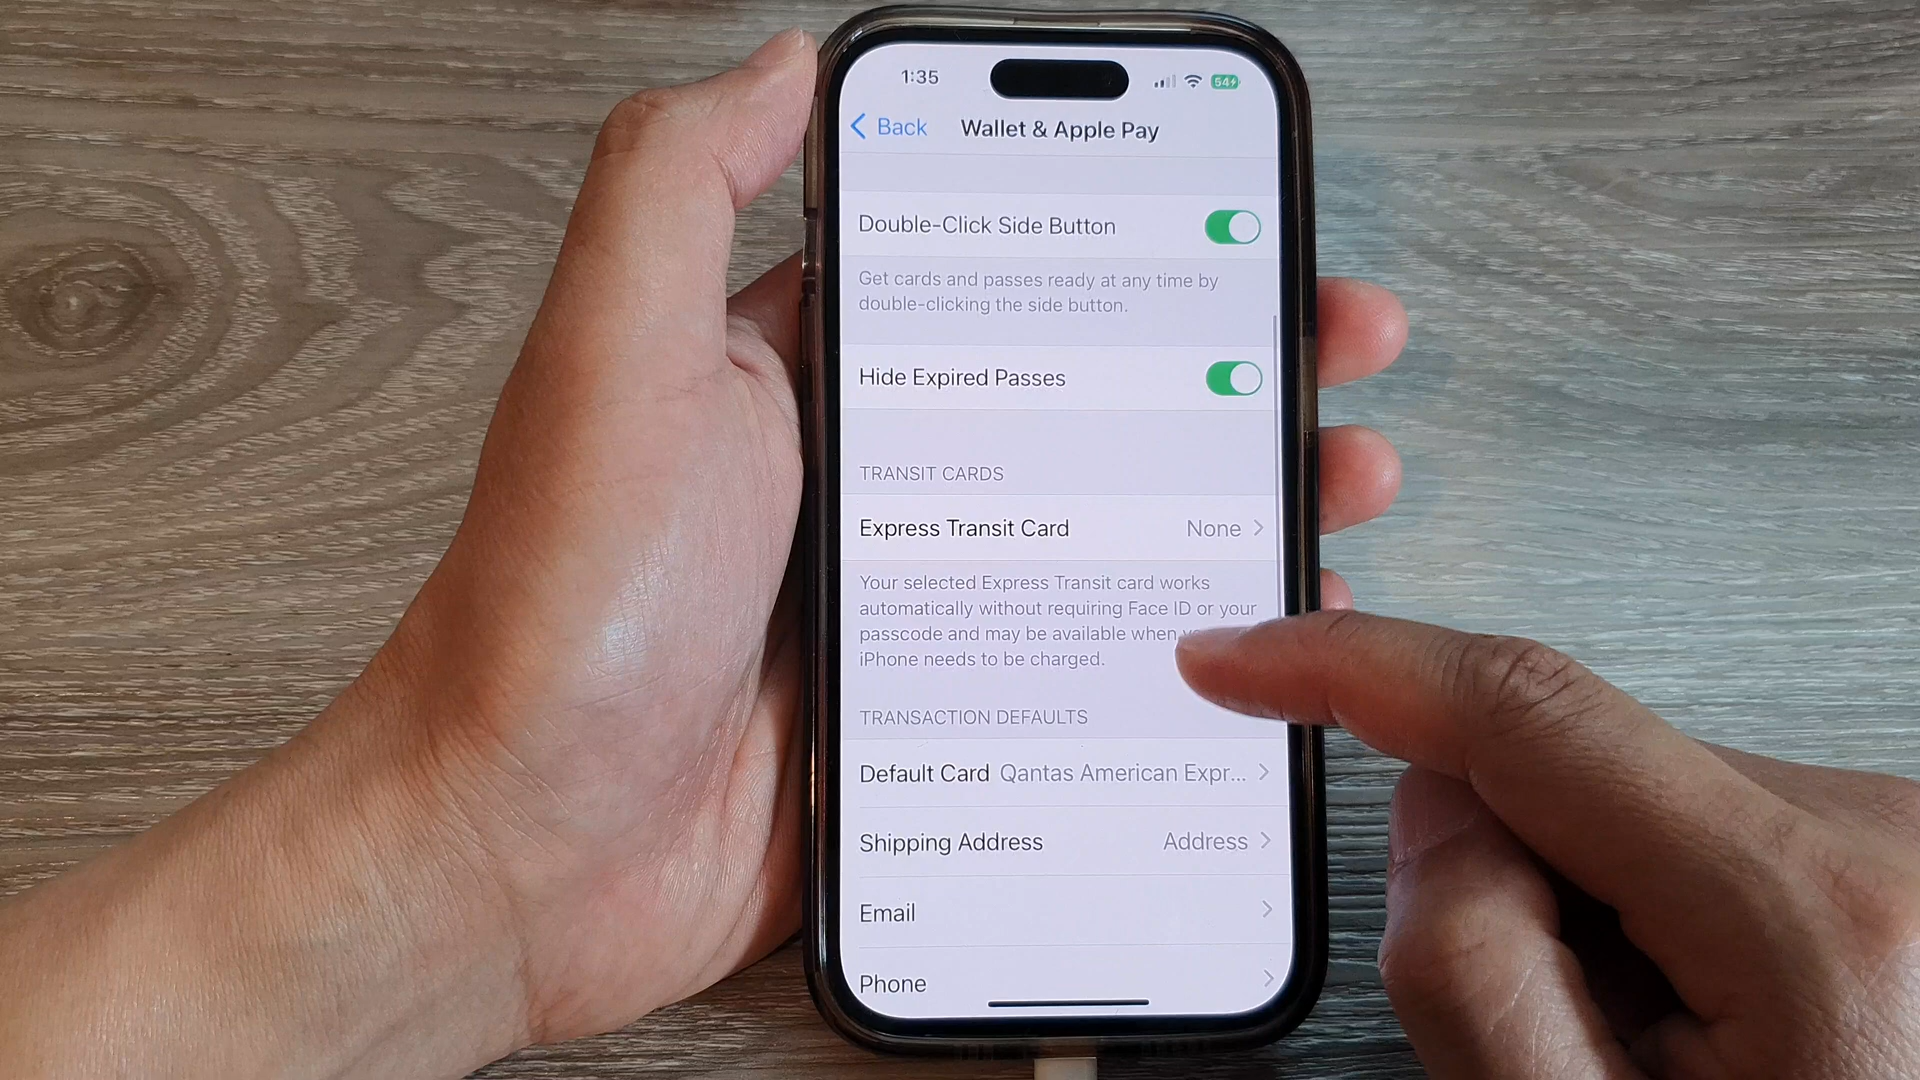 1:35
54
Back
Wallet & Apple Pay
Double-Click Side Button
Get cards and passes ready at any time by
double-clicking the side button.
Hide Expired Passes
TRANSIT CARDS
Express Transit Card None
Your selected Express Transit card works
automatically without requiring Face ID or your
passcode and may be available when
iPhone needs to be charged.
TRANSACTION DEFAULTS
Default Card Qantas American Expr...
Shipping Address Address
Email
Phone